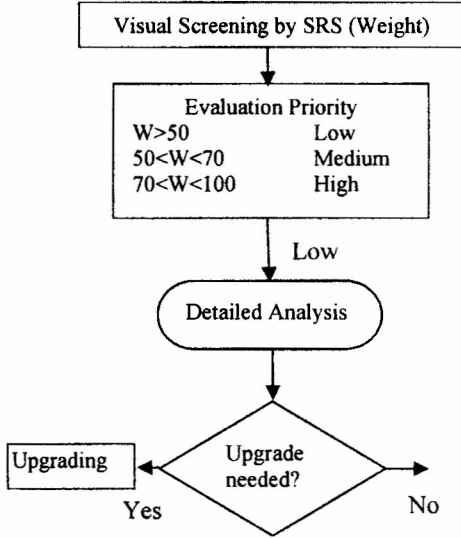 Visual Screening by SRS (Weight)
Evaluation Priority
W>50 Low
50<W<70 Medium
70<W<100 High
Low
Detailed Analysis
Upgrade
needed?
Upgrading
Yes
No